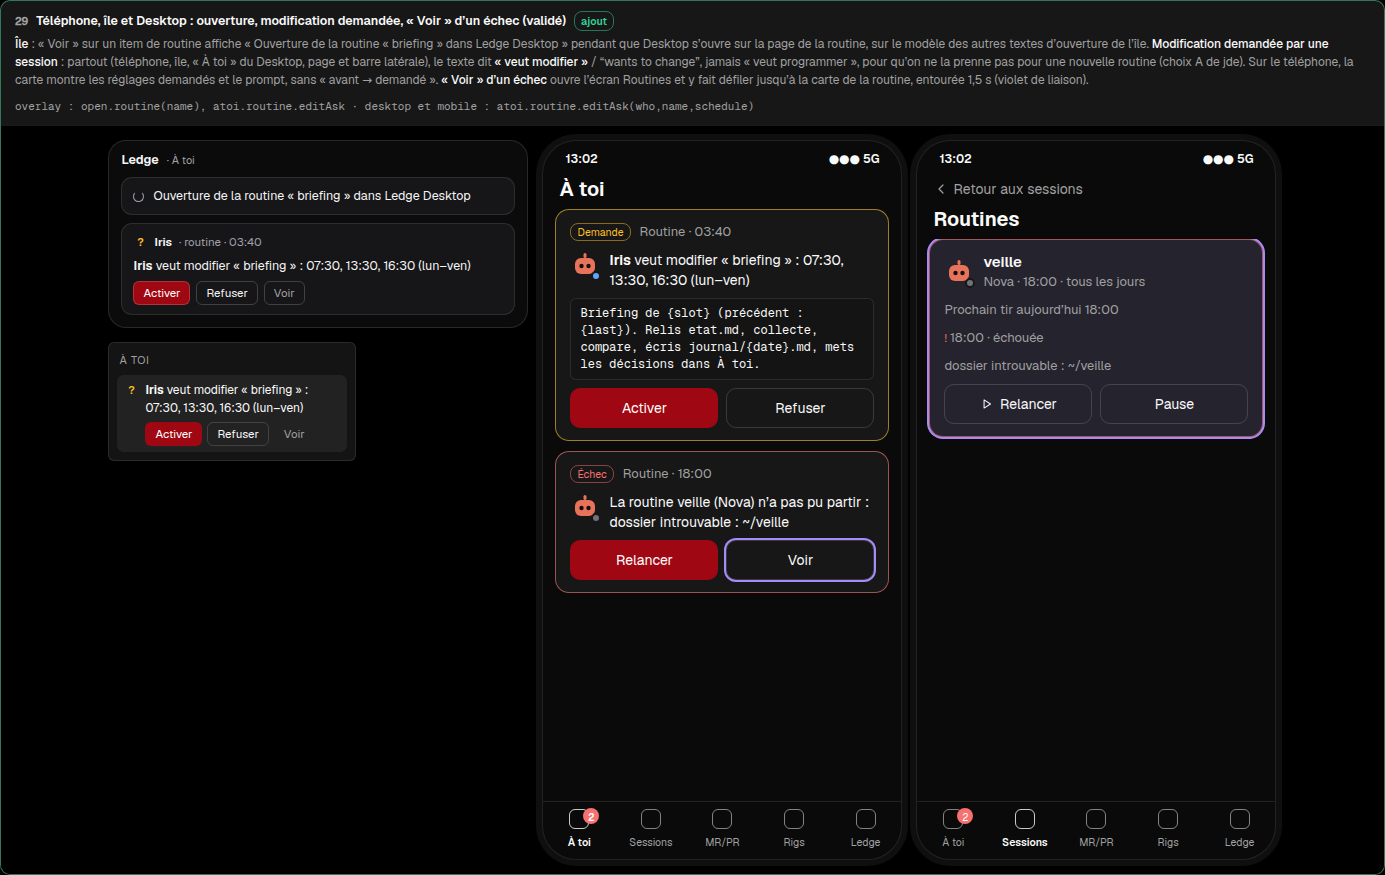 29 Téléphone, île et Desktop : ouverture, modification demandée, « Voir » d'un échec (validé) ajout
Île : « Voir » sur un item de routine affiche « Ouverture de la routine « briefing » dans Ledge Desktop » pendant que Desktop s'ouvre sur la page de la routine, sur le modèle des autres textes d'ouverture de l'île. Modification demandée par une
session : partout (téléphone, île, « À toi » du Desktop, page et barre latérale), le texte dit « veut modifier » / "wants to change", jamais « veut programmer », pour qu'on ne la prenne pas pour une nouvelle routine (choix A de jde). Sur le téléphone, la
carte montre les réglages demandés et le prompt, sans « avant → demandé ». « Voir » d'un échec ouvre l'écran Routines et y fait défiler jusqu'à la carte de la routine, entourée 1,5 s (violet de liaison).
overlay : open.routine(name), atoi.routine.editAsk · desktop et mobile : atoi.routine.editAsk(who,name,schedule)
Ledge · À toi
Ouverture de la routine « briefing » dans Ledge Desktop
? Iris · routine · 03:40
Iris veut modifier « briefing » : 07:30, 13:30, 16:30 (lun–ven)
Activer Refuser Voir
À TOI
? Iris veut modifier « briefing » :
07:30, 13:30, 16:30 (lun–ven)
Activer Refuser Voir
13:02 5G
À toi
Demande Routine · 03:40
Iris veut modifier « briefing » : 07:30,
13:30, 16:30 (lun–ven)
Briefing de {slot} (précédent :
{last}). Relis etat.md, collecte,
compare, écris journal/{date}.md, mets
les décisions dans À toi.
Activer Refuser
Échec Routine · 18:00
La routine veille (Nova) n'a pas pu partir :
dossier introuvable : ~/veille
Relancer Voir
2
À toi Sessions MR/PR Rigs Ledge
13:02 5G
Retour aux sessions
Routines
veille
Nova · 18:00 · tous les jours
Prochain tir aujourd'hui 18:00
! 18:00 · échouée
dossier introuvable : ~/veille
Relancer Pause
2
À toi Sessions MR/PR Rigs Ledge